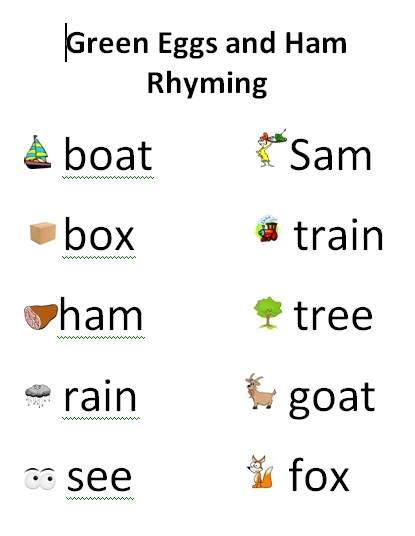 Green Eggs and Ham
Rhyming
boat Sam
box train
ham tree
rain goat
see fox